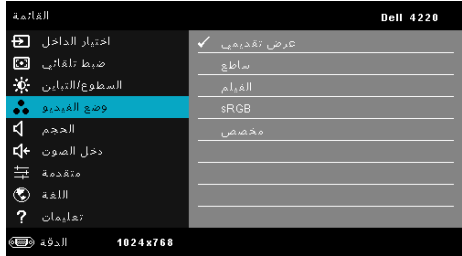 القائمة
Dell 4220
اختيار الداخل
ضبط تلقائي
السطوع/التباين
وضع الفيديو
الحجم
دخل الصوت
متقدمة
اللغة
تعليمات
عرض تقديمي
ساطع
الفيلم
sRGB
مخصص
الدقة 1024x768